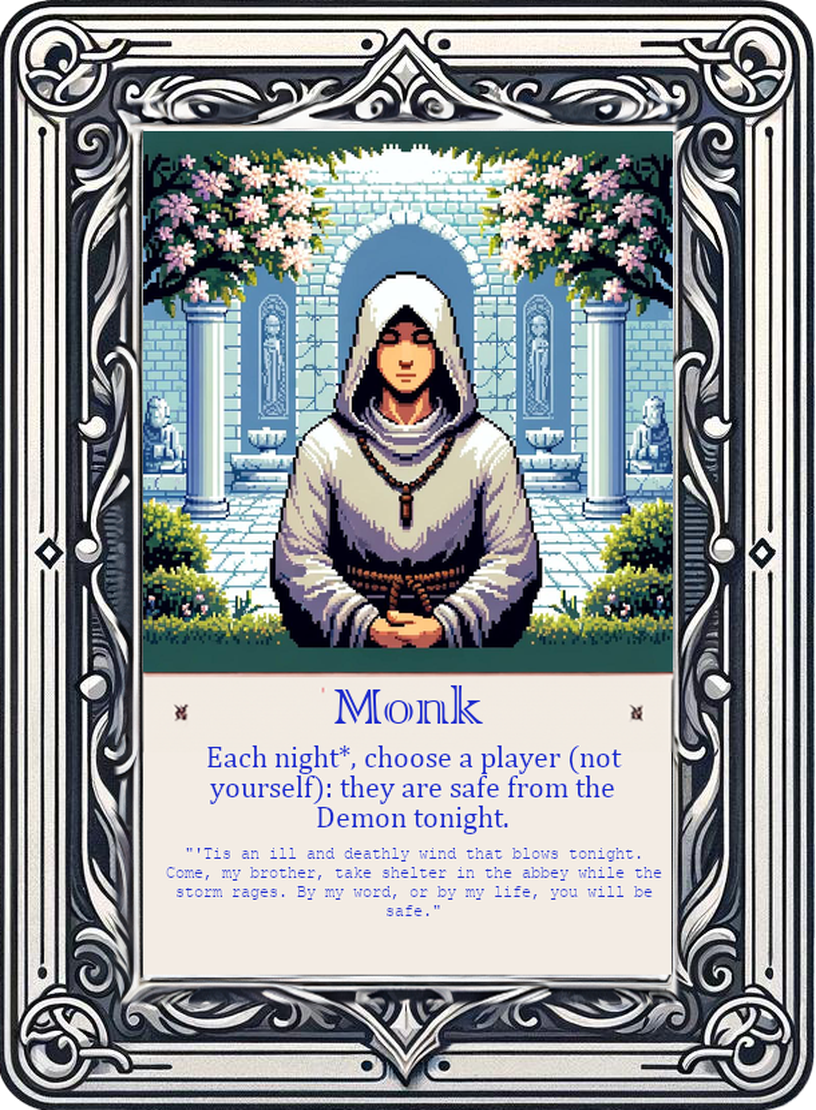 Monk
Each night*, choose a player (not
yourself): they are safe from the
Demon tonight.
"'Tis an ill and deathly wind that blows tonight.
Come, my brother, take shelter in the abbey while the
storm rages. By my word, or by my life, you will be
safe."